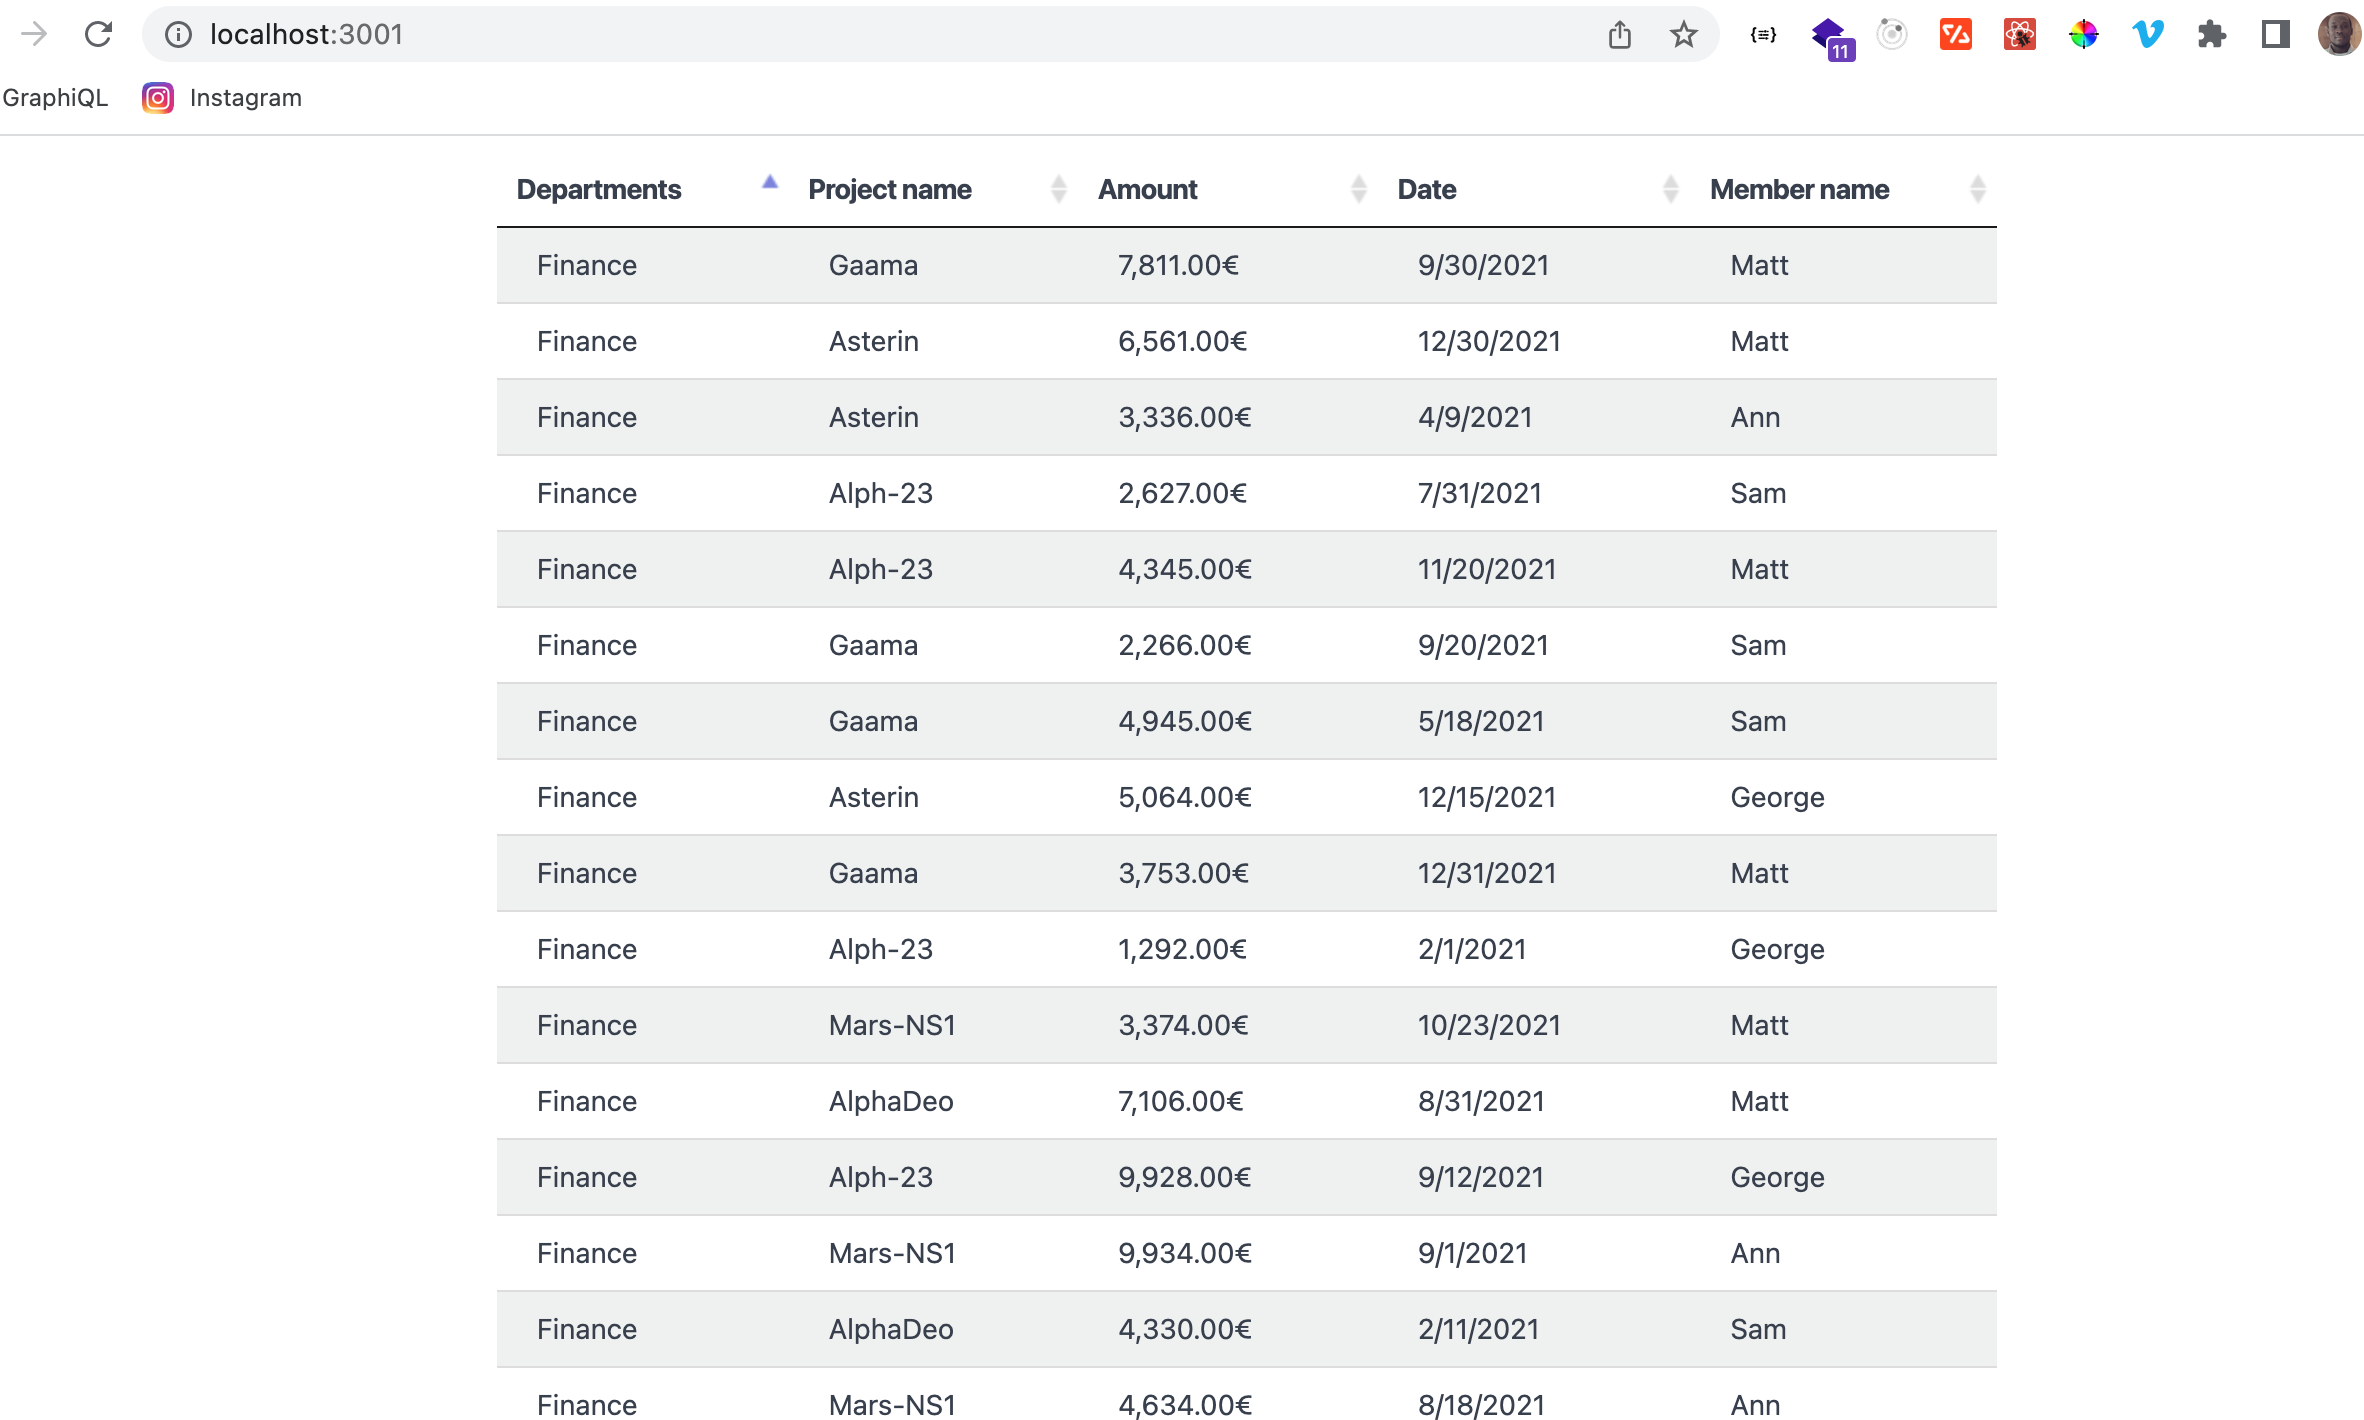 localhost:3001
{≡}
11
GraphiQL Instagram
Departments Project name Amount Date Member name
Finance Gaama 7,811.00€ 9/30/2021 Matt
Finance Asterin 6,561.00€ 12/30/2021 Matt
Finance Asterin 3,336.00€ 4/9/2021 Ann
Finance Alph-23 2,627.00€ 7/31/2021 Sam
Finance Alph-23 4,345.00€ 11/20/2021 Matt
Finance Gaama 2,266.00€ 9/20/2021 Sam
Finance Gaama 4,945.00€ 5/18/2021 Sam
Finance Asterin 5,064.00€ 12/15/2021 George
Finance Gaama 3,753.00€ 12/31/2021 Matt
Finance Alph-23 1,292.00€ 2/1/2021 George
Finance Mars-NS1 3,374.00€ 10/23/2021 Matt
Finance AlphaDeo 7,106.00€ 8/31/2021 Matt
Finance Alph-23 9,928.00€ 9/12/2021 George
Finance Mars-NS1 9,934.00€ 9/1/2021 Ann
Finance AlphaDeo 4,330.00€ 2/11/2021 Sam
Finance Mars-NS1 4,634.00€ 8/18/2021 Ann